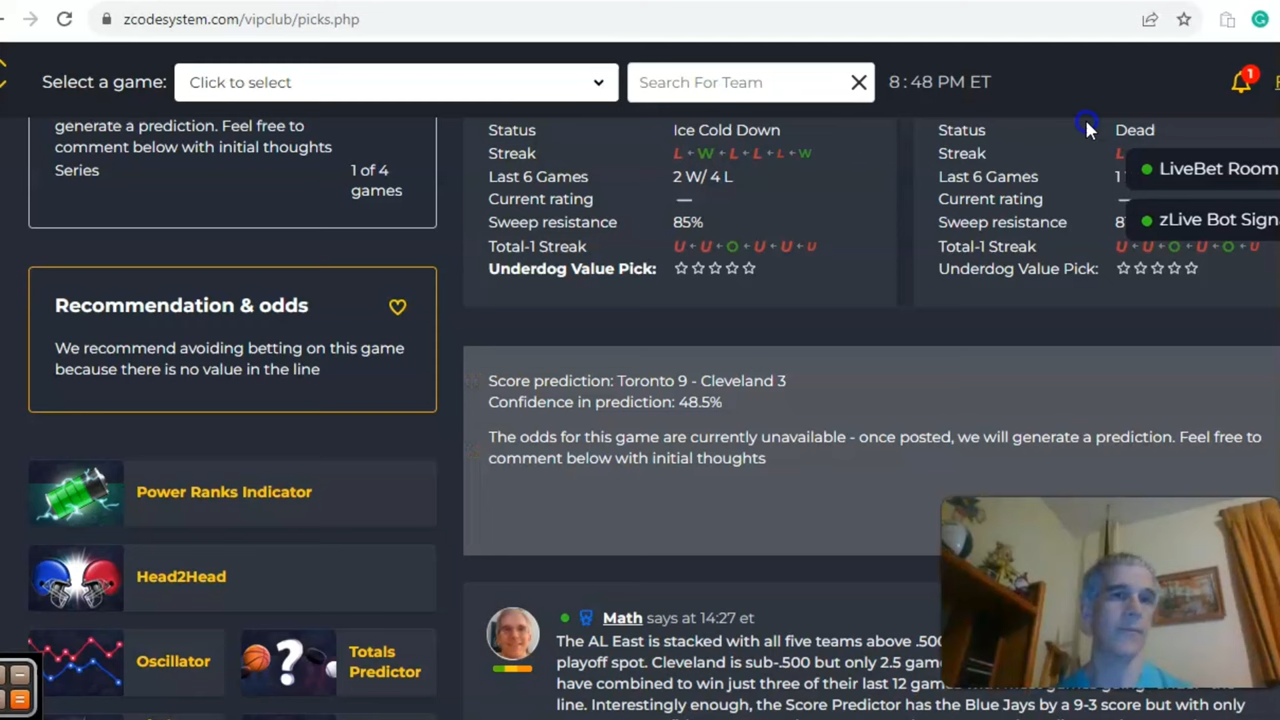 zcodesystem.com/vipclub/picks.php
Select a game: Click to select Search For Team 8:48 PM ET 1
generate a prediction. Feel free to
comment below with initial thoughts
Series 1 of 4
games
Status Ice Cold Down
Streak L W L L L W
Last 6 Games 2 W/ 4 L
Current rating —
Sweep resistance 85%
Total-1 Streak U U O U U U
Underdog Value Pick:
Status Dead
Streak L
Last 6 Games 1
Current rating
Sweep resistance 8
Total-1 Streak U U O U O U
Underdog Value Pick:
LiveBet Room
zLive Bot Sign
Recommendation & odds
We recommend avoiding betting on this game
because there is no value in the line
Score prediction: Toronto 9 - Cleveland 3
Confidence in prediction: 48.5%
The odds for this game are currently unavailable - once posted, we will generate a prediction. Feel free to
comment below with initial thoughts
Power Ranks Indicator
Head2Head
Oscillator
Totals
Predictor
Math says at 14:27 et
The AL East is stacked with all five teams above .500
playoff spot. Cleveland is sub-.500 but only 2.5
have combined to win just three of their last 12
line. Interestingly enough, the Score Predictor has the Blue Jays by a 9-3 score but with only